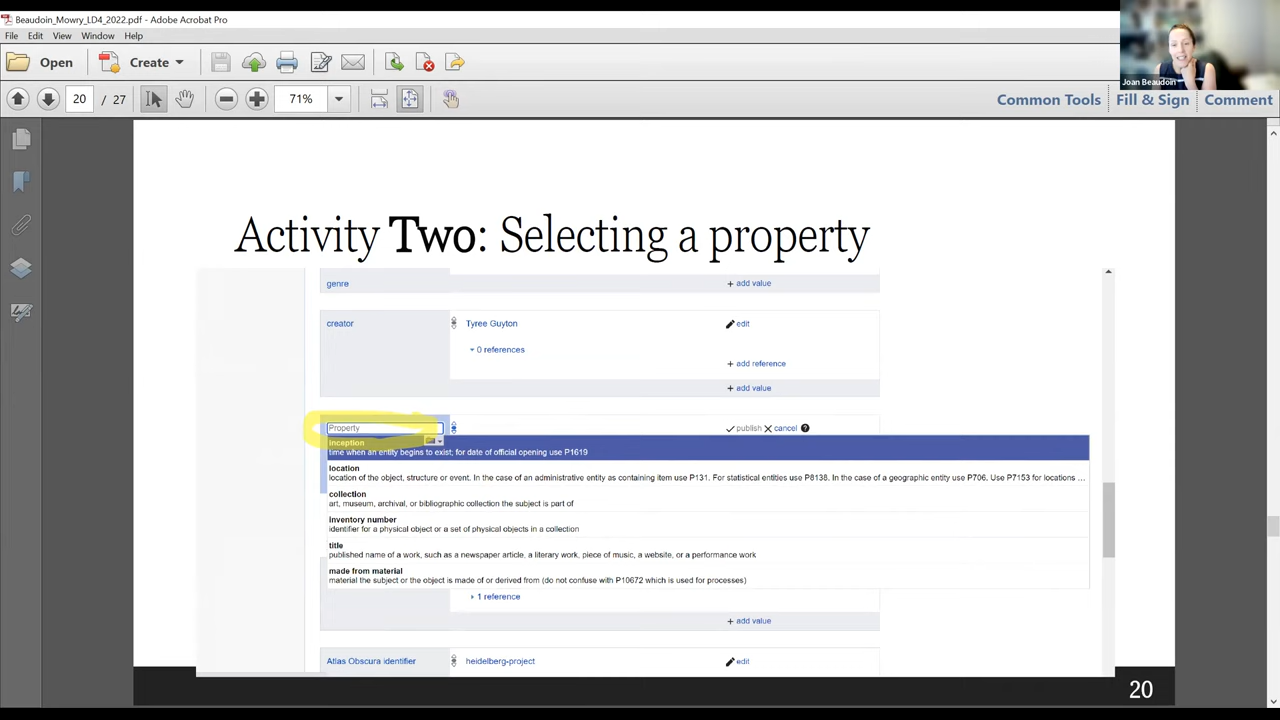 Beaudoin_Mowry_LD4_2022.pdf - Adobe Acrobat Pro
File Edit View Window Help
Open Create
20 / 27 71% Common Tools Fill & Sign Comment
Joan Beaudoin
Activity Two: Selecting a property
genre + add value
creator Tyree Guyton edit
0 references
+ add reference
+ add value
Property publish cancel
inception
time when an entity begins to exist; for date of official opening use P1619
location
location of the object, structure or event. In the case of an administrative entity as containing item use P131. For statistical entities use P8138. In the case of a geographic entity use P706. Use P7153 for locations ...
collection
art, museum, archival, or bibliographic collection the subject is part of
inventory number
identifier for a physical object or a set of physical objects in a collection
title
published name of a work, such as a newspaper article, a literary work, piece of music, a website, or a performance work
made from material
material the subject or the object is made of or derived from (do not confuse with P10672 which is used for processes)
1 reference
+ add value
Atlas Obscura identifier heidelberg-project edit
20